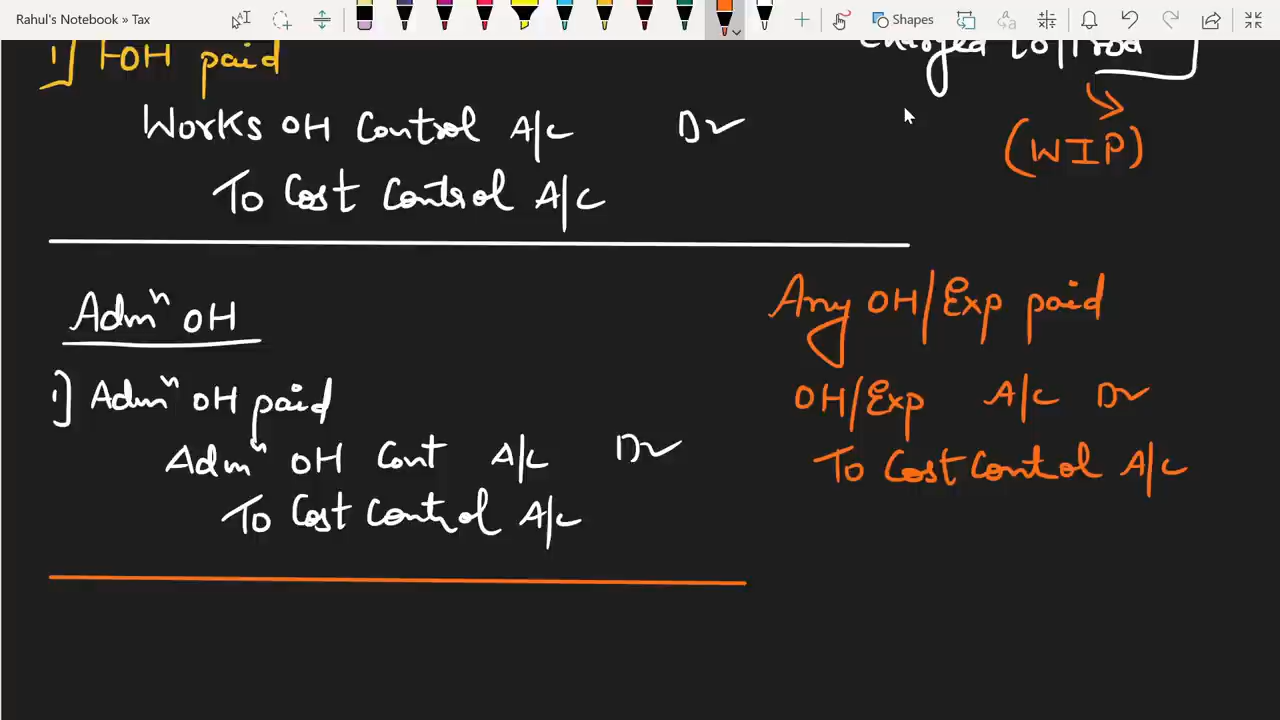 Rahul's Notebook » Tax
Shapes
1] FOH paid
to/Prod
Works OH Control A/c Dr
(WIP)
To Cost Control A/c
Admⁿ OH
Any OH/Exp paid
1] Admⁿ OH paid
OH/Exp A/c Dr
Admⁿ OH Cont A/c Dr
To Cost Control A/c
To Cost Control A/c